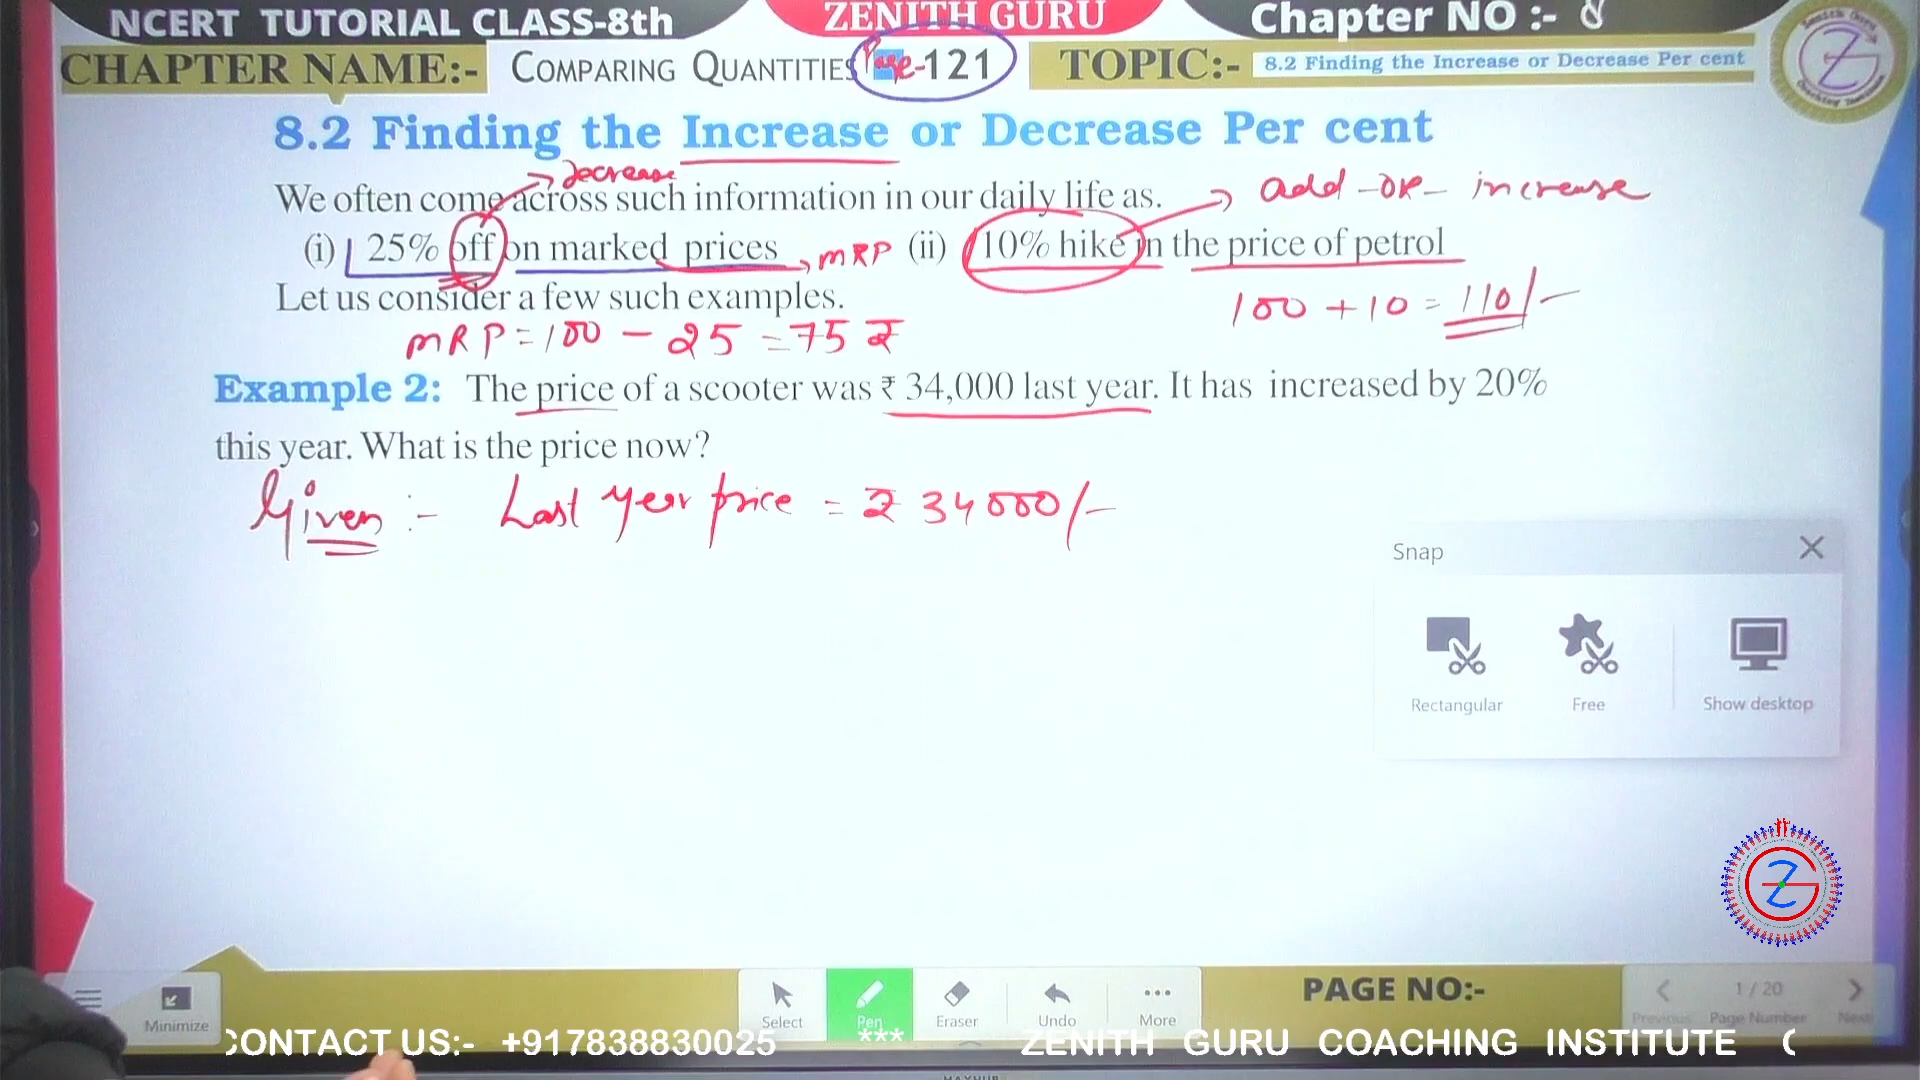 NCERT TUTORIAL CLASS-8th
ZENITH GURU
Chapter NO :- 8
CHAPTER NAME:-
COMPARING QUANTITIES
Page-121
TOPIC:-
8.2 Finding the Increase or Decrease Per cent
8.2 Finding the Increase or Decrease Per cent
decrease
We often come across such information in our daily life as.
add -or- increase
(i) 25% off on marked prices
MRP
(ii) 10% hike in the price of petrol
Let us consider a few such examples.
100 + 10 = 110/-
MRP = 100 - 25 = 75 ₹
Example 2: The price of a scooter was ₹ 34,000 last year. It has increased by 20%
this year. What is the price now?
Given :- Last year price = ₹ 34000/-
Snap
Rectangular
Free
Show desktop
Minimize
Select
Pen
Eraser
Undo
More
PAGE NO:-
1 / 20
Previous
Page Number
Next
CONTACT US:- +917838830025 *** ZENITH GURU COACHING INSTITUTE